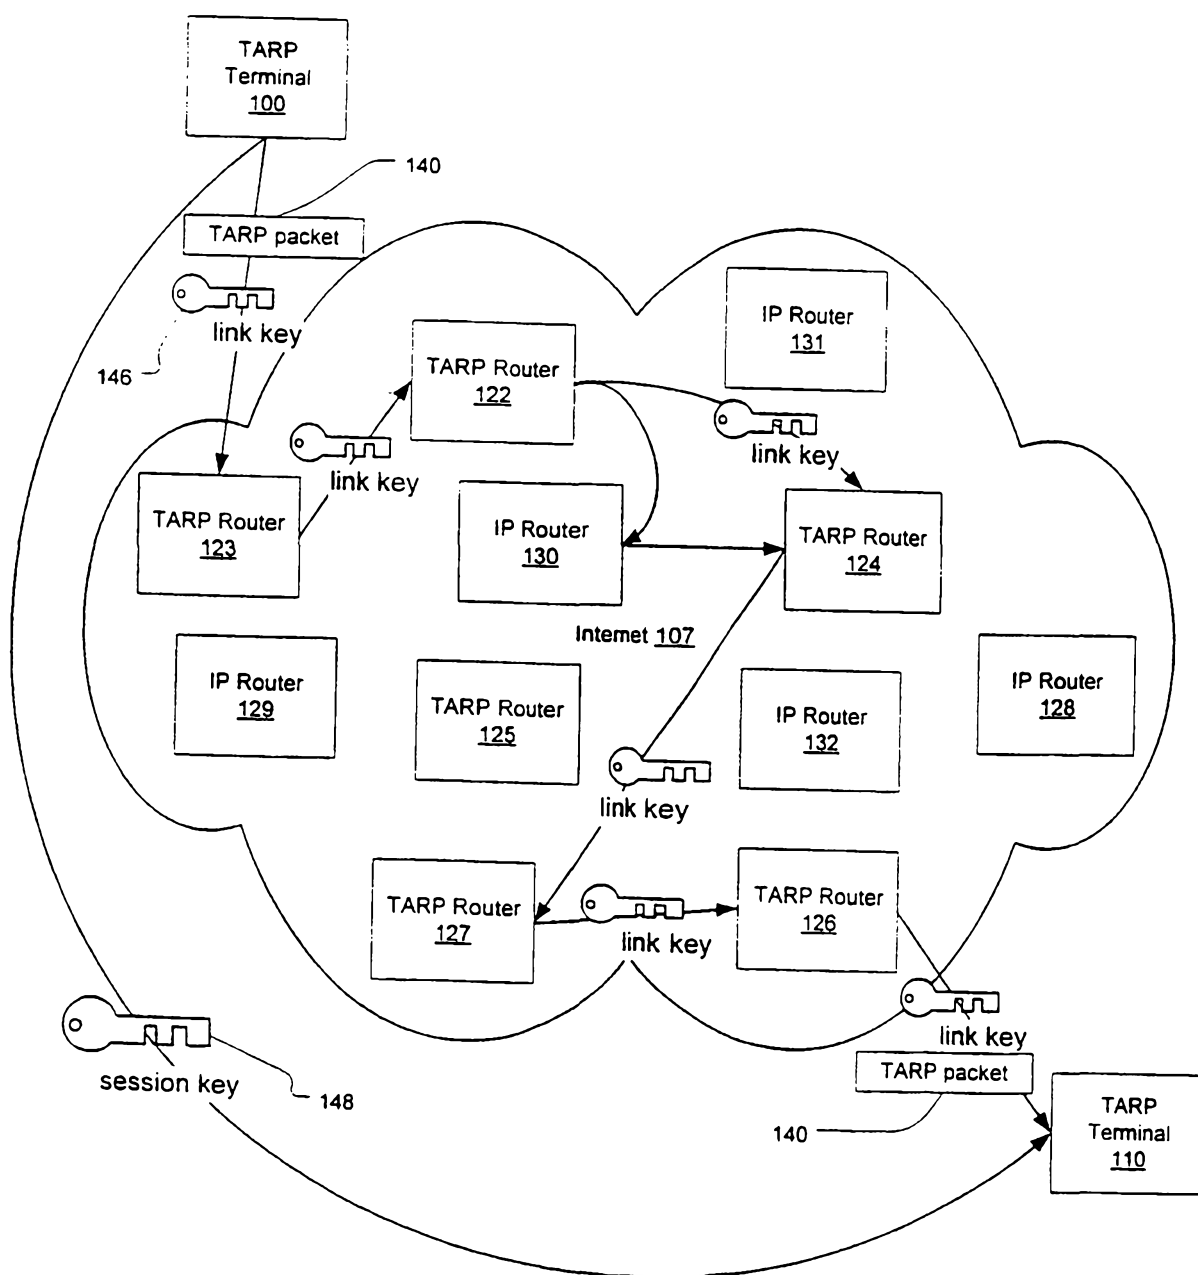 TARP
Terminal
100
140
TARP packet
link key
146
IP Router
131
TARP Router
122
link key
link key
TARP Router
123
IP Router
130
TARP Router
124
Internet 107
IP Router
129
TARP Router
125
IP Router
132
IP Router
128
link key
TARP Router
127
link key
TARP Router
126
link key
session key
148
TARP packet
140
TARP
Terminal
110